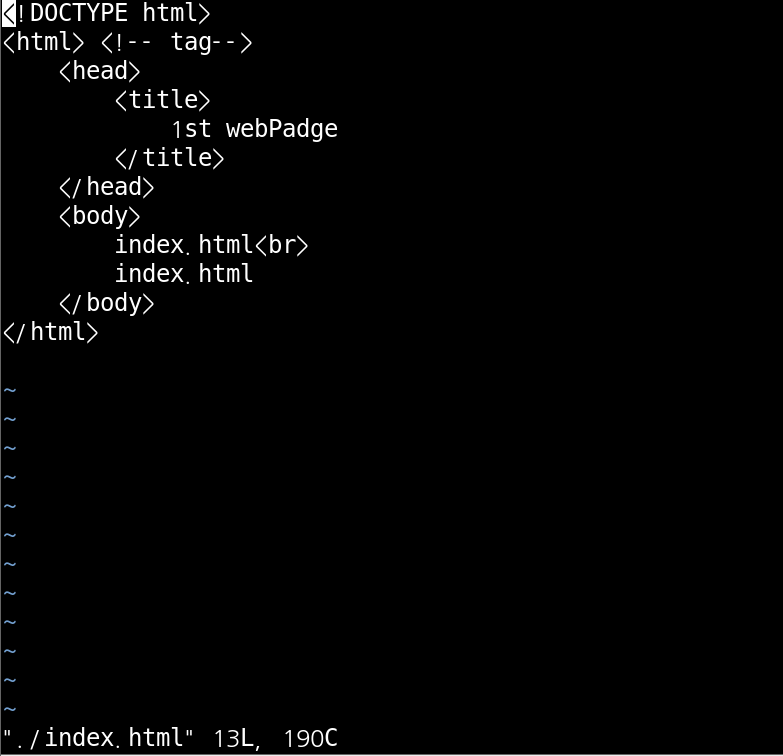 <!DOCTYPE html>
<html> <!-- tag-->
    <head>
        <title>
            1st webPadge
        </title>
    </head>
    <body>
        index.html<br>
        index.html
    </body>
</html>

~
~
~
~
~
~
~
~
~
~
~
~
"./index.html" 13L, 190C